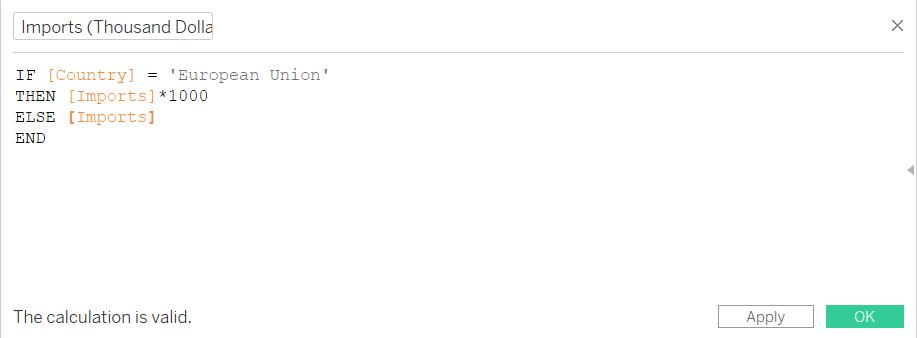 Imports (Thousand Dolla
IF [Country] = 'European Union'
THEN [Imports]*1000
ELSE [Imports]
END
The calculation is valid.
Apply
OK